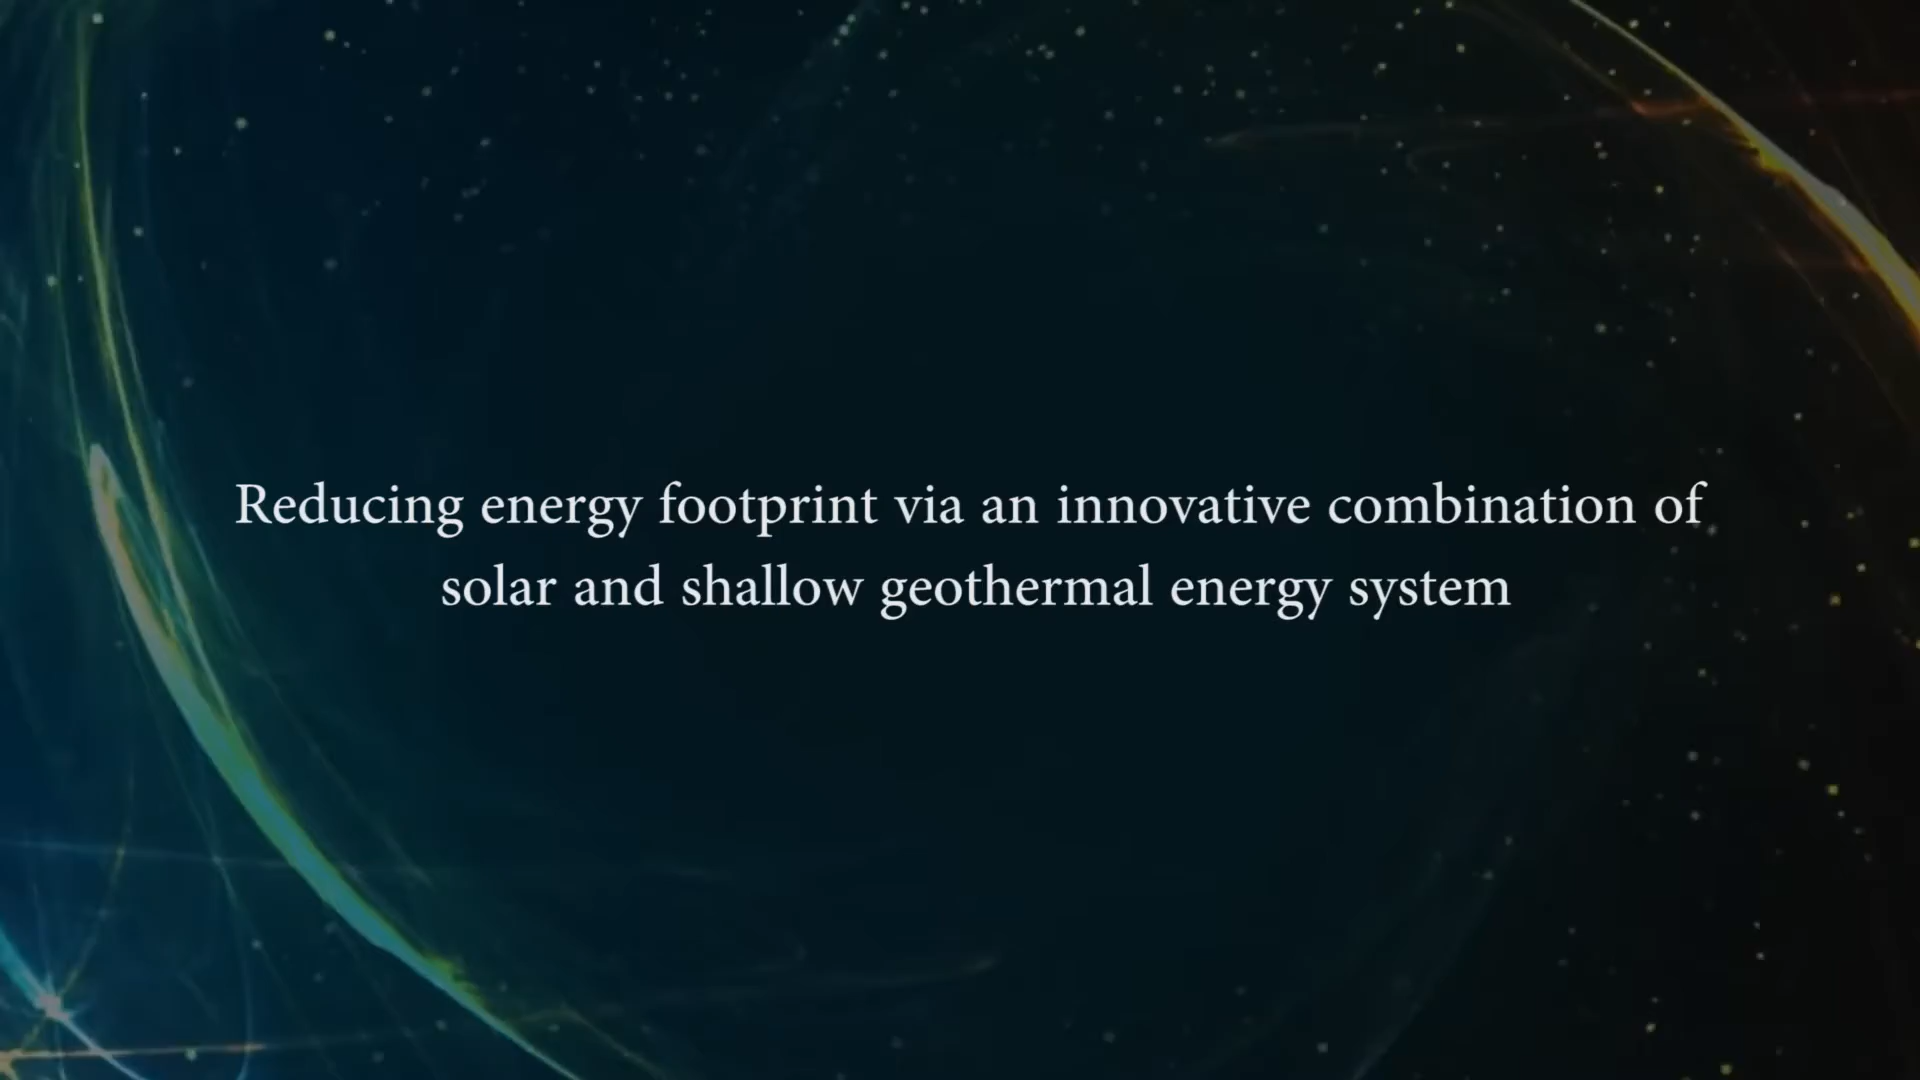 Reducing energy footprint via an innovative combination of
solar and shallow geothermal energy system